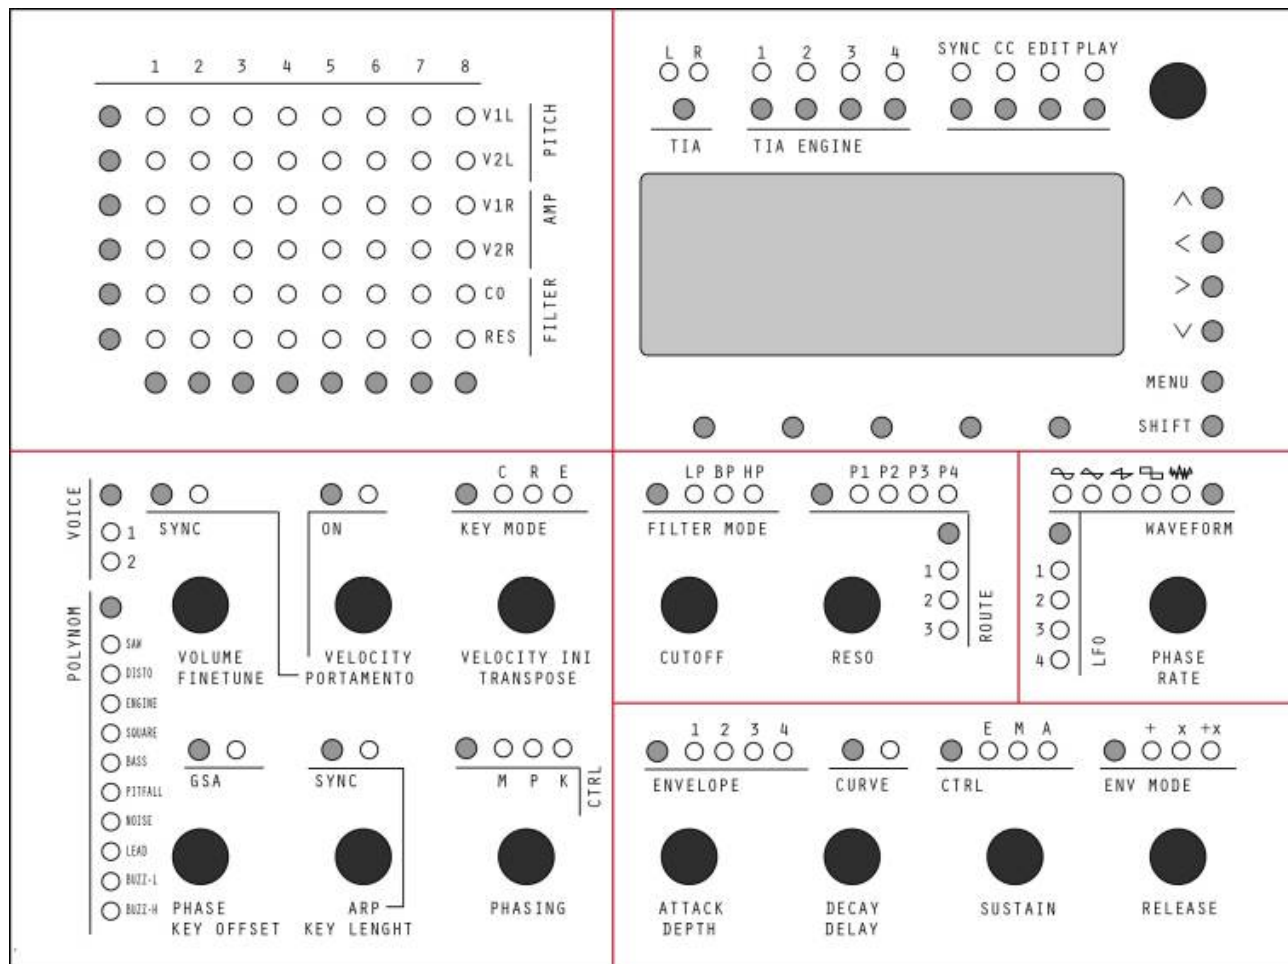 1 2 3 4 5 6 7 8
V1L
V2L
PITCH
V1R
V2R
AMP
CO
RES
FILTER
L R
TIA
1 2 3 4
TIA ENGINE
SYNC CC EDIT PLAY
MENU
SHIFT
VOICE
1
2
SYNC
ON
C R E
KEY MODE
POLYNOM
SAW
DISTO
ENGINE
SQUARE
BASS
PITFALL
NOISE
LEAD
BUZZ-L
BUZZ-H
VOLUME
FINETUNE
VELOCITY
PORTAMENTO
VELOCITY INI
TRANSPOSE
GSA
SYNC
M P K
CTRL
PHASE
KEY OFFSET
ARP
KEY LENGHT
PHASING
LP BP HP
FILTER MODE
P1 P2 P3 P4
1
2
3
ROUTE
CUTOFF
RESO
WAVEFORM
1
2
3
4
LFO
PHASE
RATE
1 2 3 4
ENVELOPE
CURVE
E M A
CTRL
+ x +x
ENV MODE
ATTACK
DEPTH
DECAY
DELAY
SUSTAIN
RELEASE